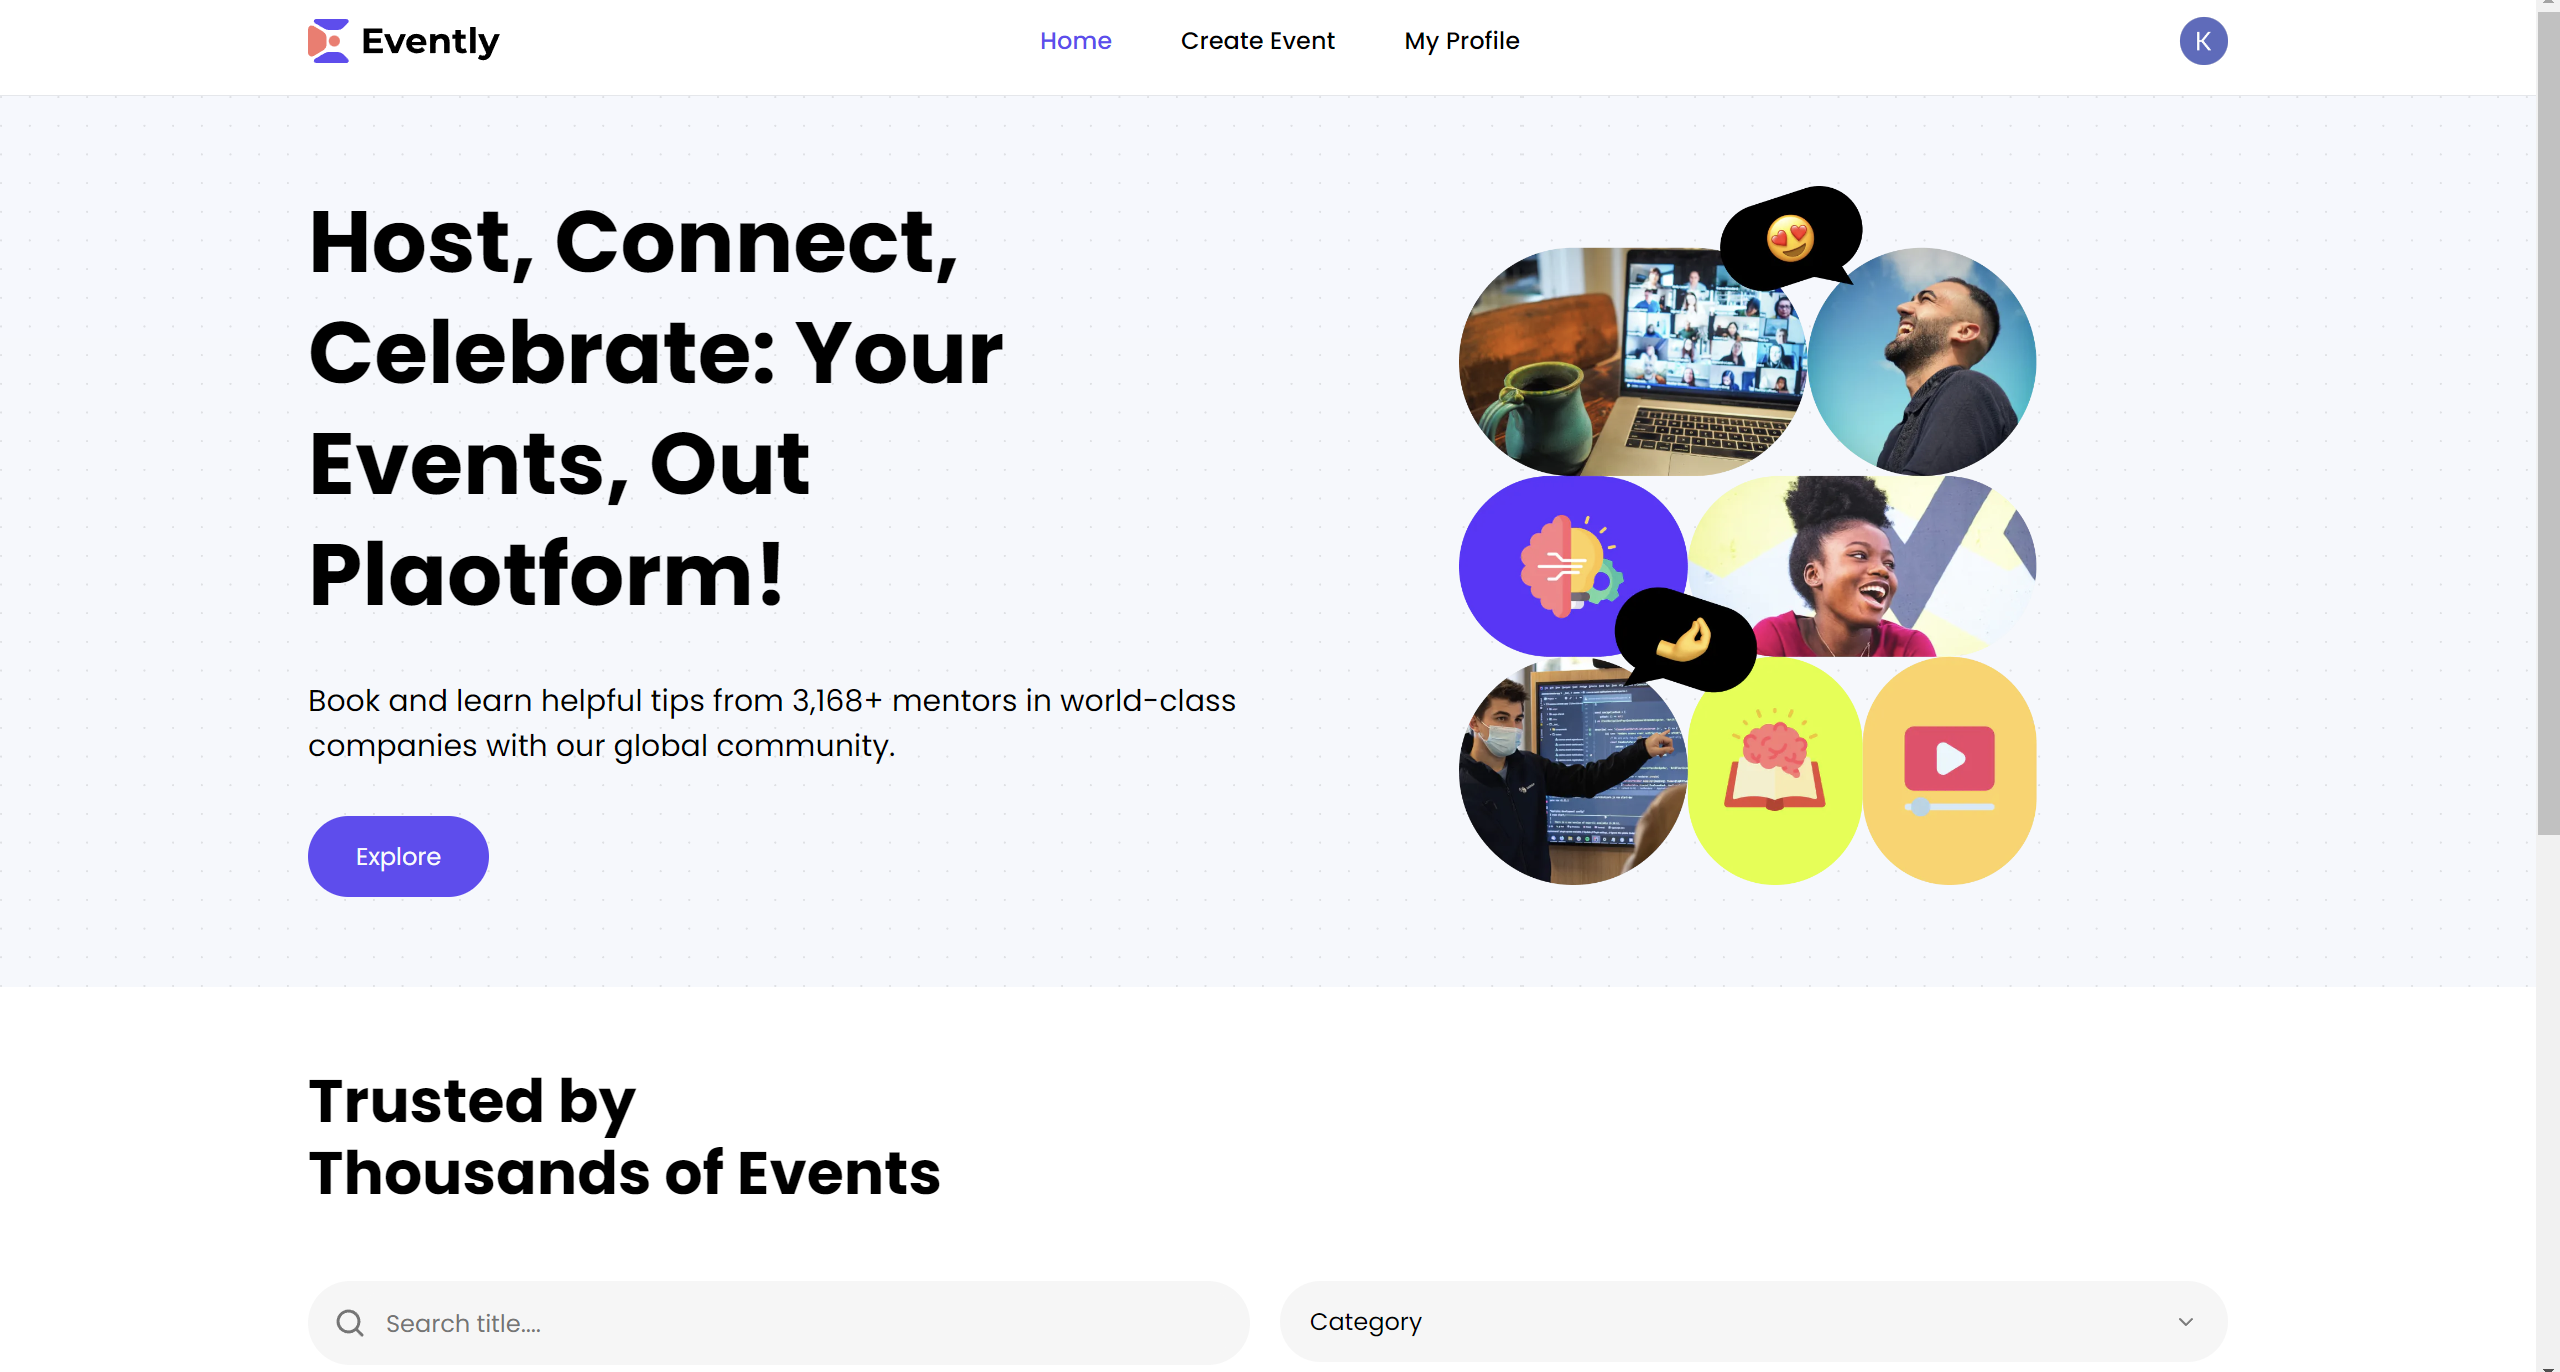 Evently
Home
Create Event
My Profile
K
Host, Connect,
Celebrate: Your
Events, Out
Plaotform!
Book and learn helpful tips from 3,168+ mentors in world-class
companies with our global community.
Explore
Trusted by
Thousands of Events
Search title....
Category